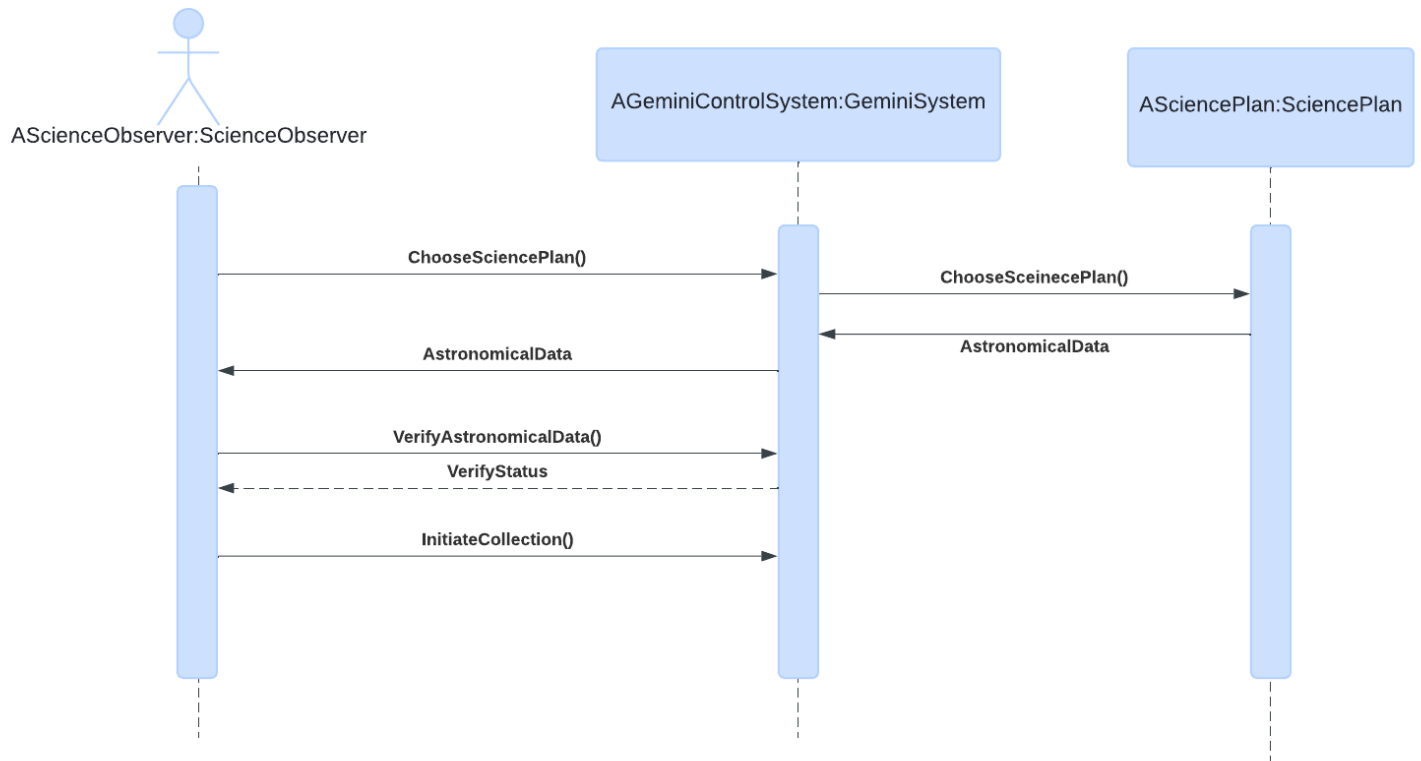 AScienceObserver:ScienceObserver
AGeminiControlSystem:GeminiSystem
ASciencePlan:SciencePlan
ChooseSciencePlan()
ChooseSceinecePlan()
AstronomicalData
AstronomicalData
VerifyAstronomicalData()
VerifyStatus
InitiateCollection()